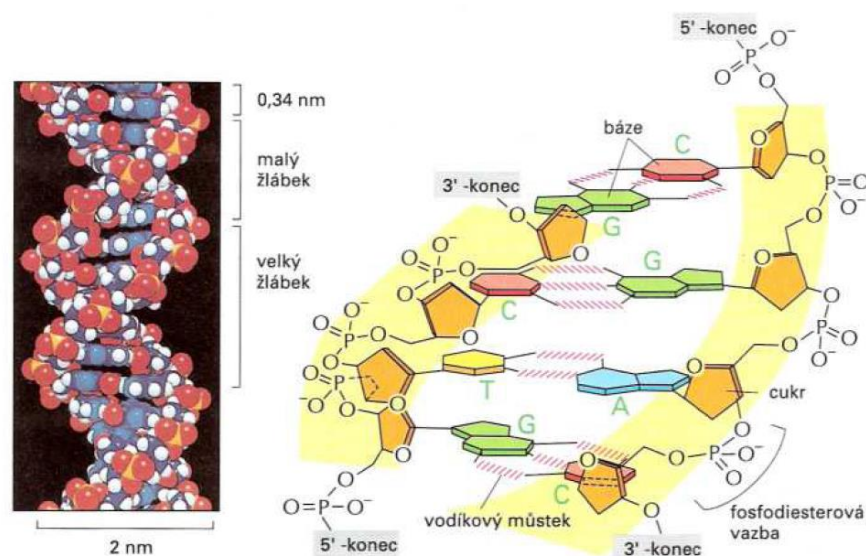 0,34 nm
malý
žlábek
velký
žlábek
2 nm
5' -konec
O
P
O⁻
O
O
báze
C
O
O
3' -konec
O
P
O
O⁻
O
G
O
O⁻
O
P
O
O
G
O
O
C
O
O
P
O
O⁻
O⁻
O
P
O
O
T
A
O
cukr
O
P
O⁻
O
O
G
O
O
P
O⁻
O
O
O
C
O
P
O⁻
O
vodíkový můstek
fosfodiesterová
vazba
5' -konec
3' -konec